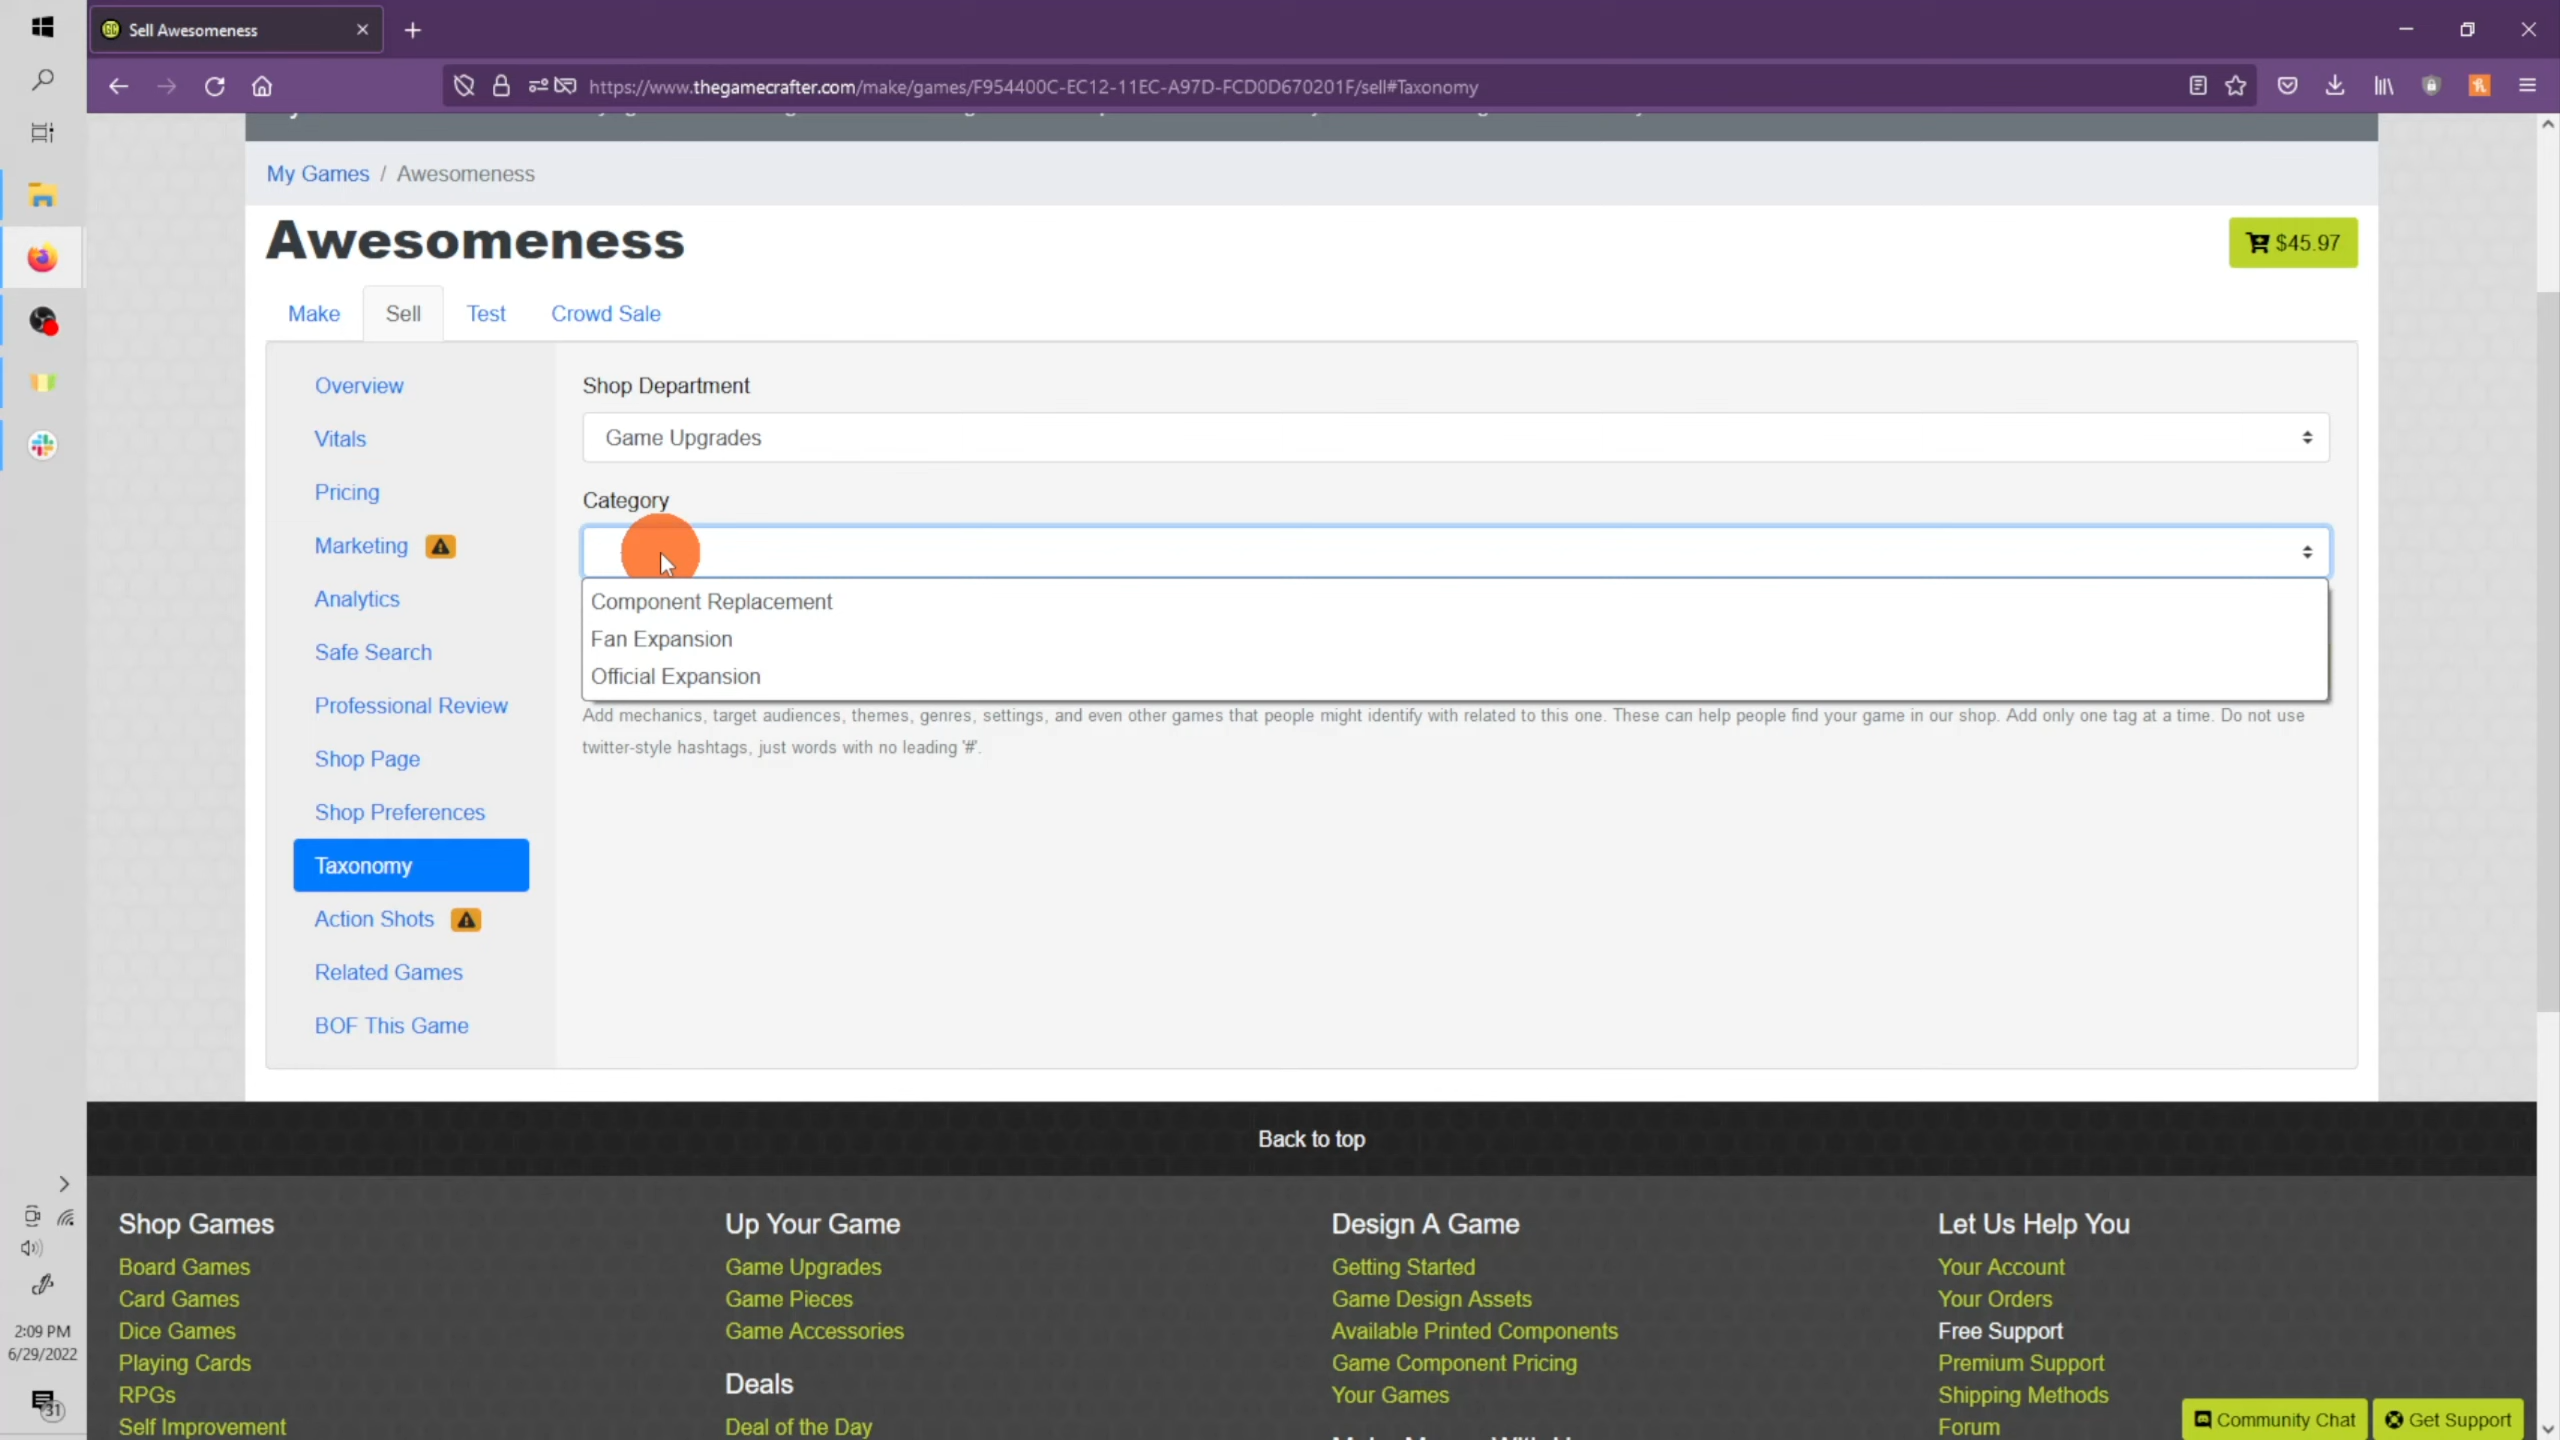 Sell Awesomeness
https://www.thegamecrafter.com/make/games/F954400C-EC12-11EC-A97D-FCD0D670201F/sell#Taxonomy
My Games / Awesomeness
Awesomeness
$45.97
Make Sell Test Crowd Sale
Overview
Vitals
Pricing
Marketing
Analytics
Safe Search
Professional Review
Shop Page
Shop Preferences
Taxonomy
Action Shots
Related Games
BOF This Game
Shop Department
Game Upgrades
Category
Component Replacement
Fan Expansion
Official Expansion
Add mechanics, target audiences, themes, genres, settings, and even other games that people might identify with related to this one. These can help people find your game in our shop. Add only one tag at a time. Do not use
twitter-style hashtags, just words with no leading '#'.
Back to top
Shop Games
Board Games
Card Games
Dice Games
Playing Cards
RPGs
Self Improvement
Up Your Game
Game Upgrades
Game Pieces
Game Accessories
Deals
Deal of the Day
Design A Game
Getting Started
Game Design Assets
Available Printed Components
Game Component Pricing
Your Games
Let Us Help You
Your Account
Your Orders
Free Support
Premium Support
Shipping Methods
Forum
Community Chat
Get Support
2:09 PM
6/29/2022
31